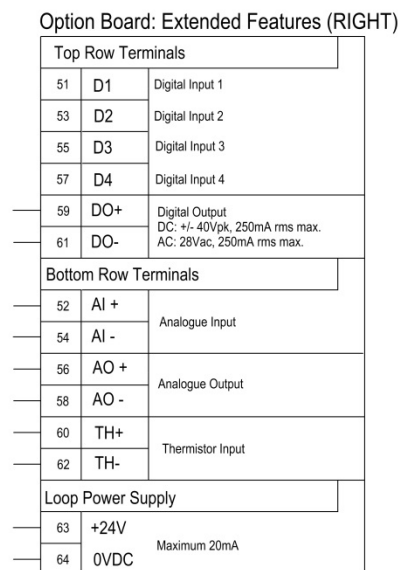 Option Board: Extended Features (RIGHT)
Top Row Terminals
51 D1 Digital Input 1
53 D2 Digital Input 2
55 D3 Digital Input 3
57 D4 Digital Input 4
59 DO+ Digital Output
DC: +/- 40Vpk, 250mA rms max.
61 DO- AC: 28Vac, 250mA rms max.
Bottom Row Terminals
52 AI +
Analogue Input
54 AI -
56 AO +
Analogue Output
58 AO -
60 TH+
Thermistor Input
62 TH-
Loop Power Supply
63 +24V
Maximum 20mA
64 0VDC